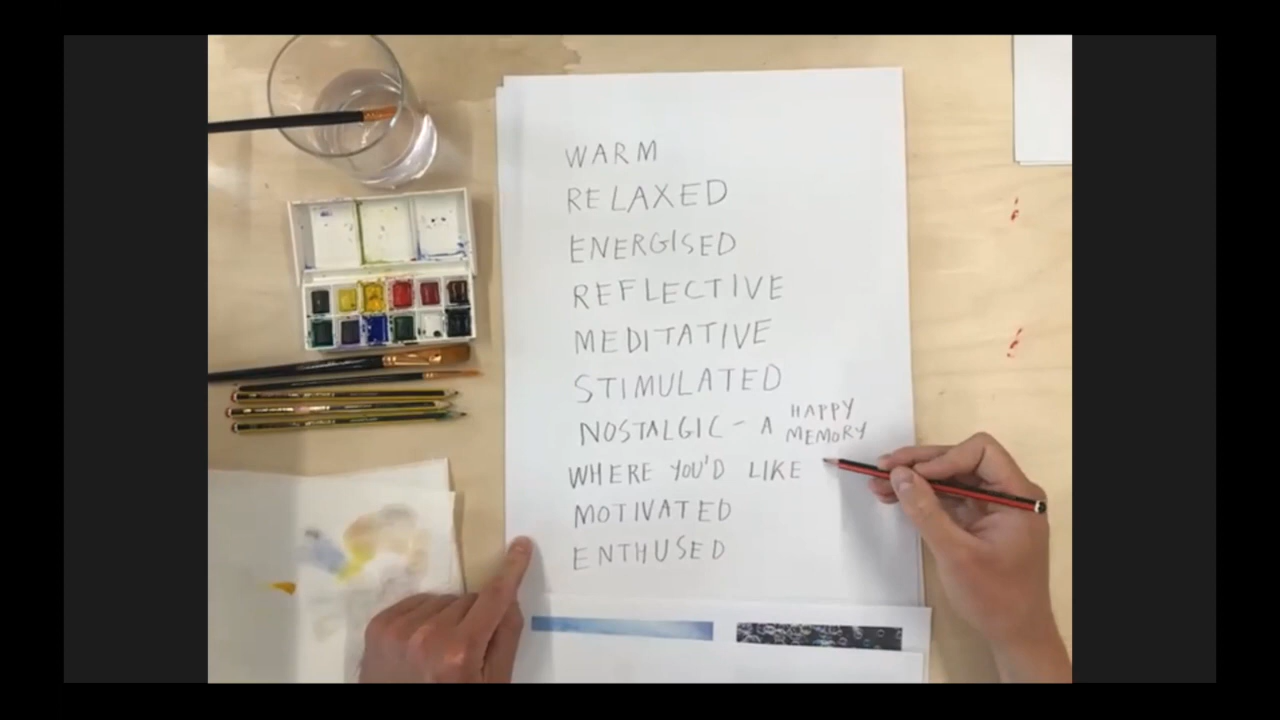 WARM
RELAXED
ENERGISED
REFLECTIVE
MEDITATIVE
STIMULATED
NOSTALGIC - A HAPPY MEMORY
WHERE YOU'D LIKE
MOTIVATED
ENTHUSED